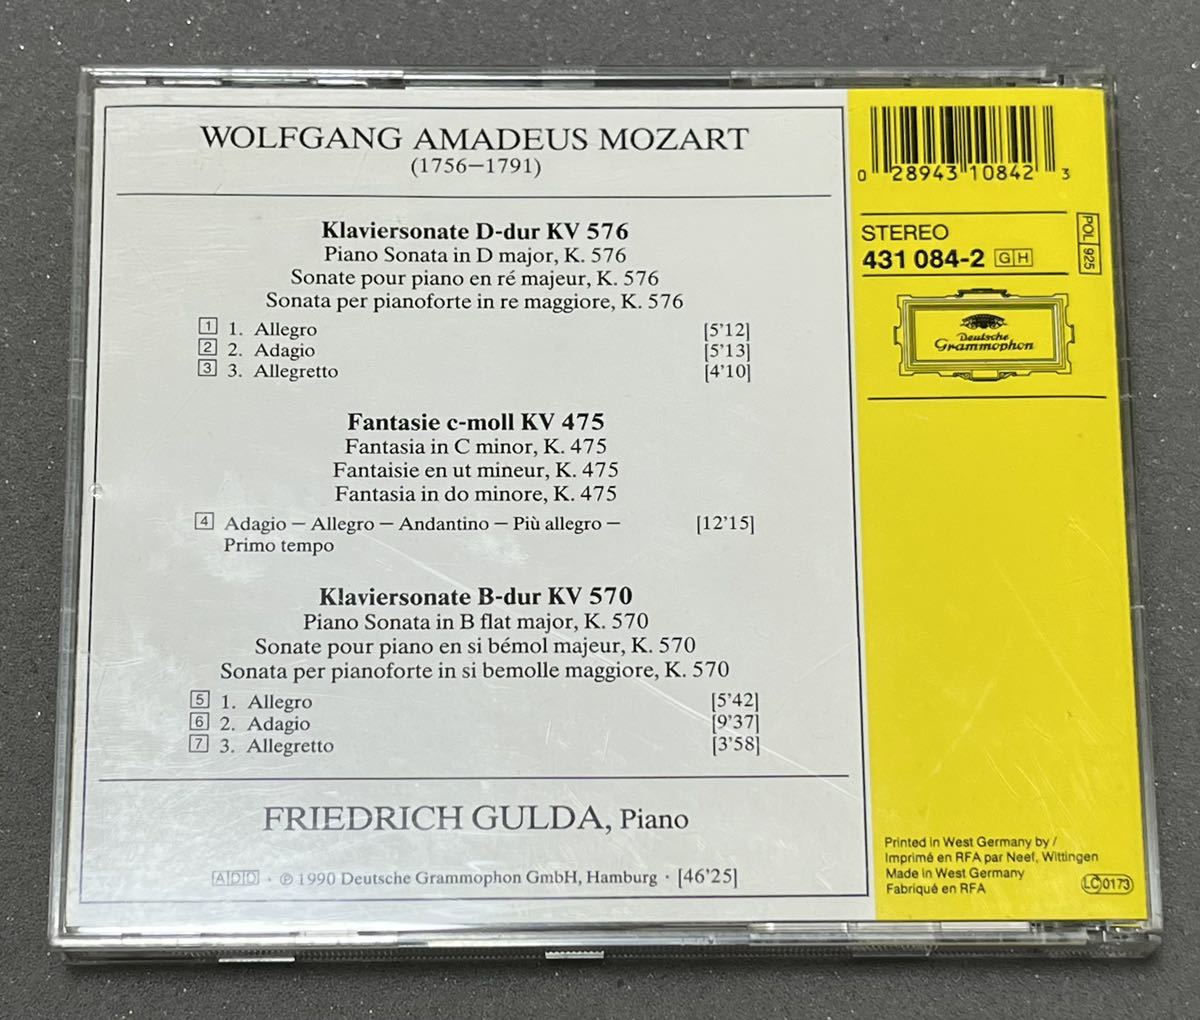 WOLFGANG AMADEUS MOZART
(1756–1791)
Klaviersonate D-dur KV 576
Piano Sonata in D major, K. 576
Sonate pour piano en ré majeur, K. 576
Sonata per pianoforte in re maggiore, K. 576
1 1. Allegro [5'12]
2 2. Adagio [5'13]
3 3. Allegretto [4'10]
Fantasie c-moll KV 475
Fantasia in C minor, K. 475
Fantaisie en ut mineur, K. 475
Fantasia in do minore, K. 475
4 Adagio – Allegro – Andantino – Più allegro – [12'15]
Primo tempo
Klaviersonate B-dur KV 570
Piano Sonata in B flat major, K. 570
Sonate pour piano en si bémol majeur, K. 570
Sonata per pianoforte in si bemolle maggiore, K. 570
5 1. Allegro [5'42]
6 2. Adagio [9'37]
7 3. Allegretto [3'58]
FRIEDRICH GULDA, Piano
ADD · ℗ 1990 Deutsche Grammophon GmbH, Hamburg · [46'25]
0 28943 10842 3
STEREO
431 084-2 GH
POL 925
Deutsche
Grammophon
Printed in West Germany by /
Imprimé en RFA par Neef, Wittingen
Made in West Germany
Fabriqué en RFA
LC 0173